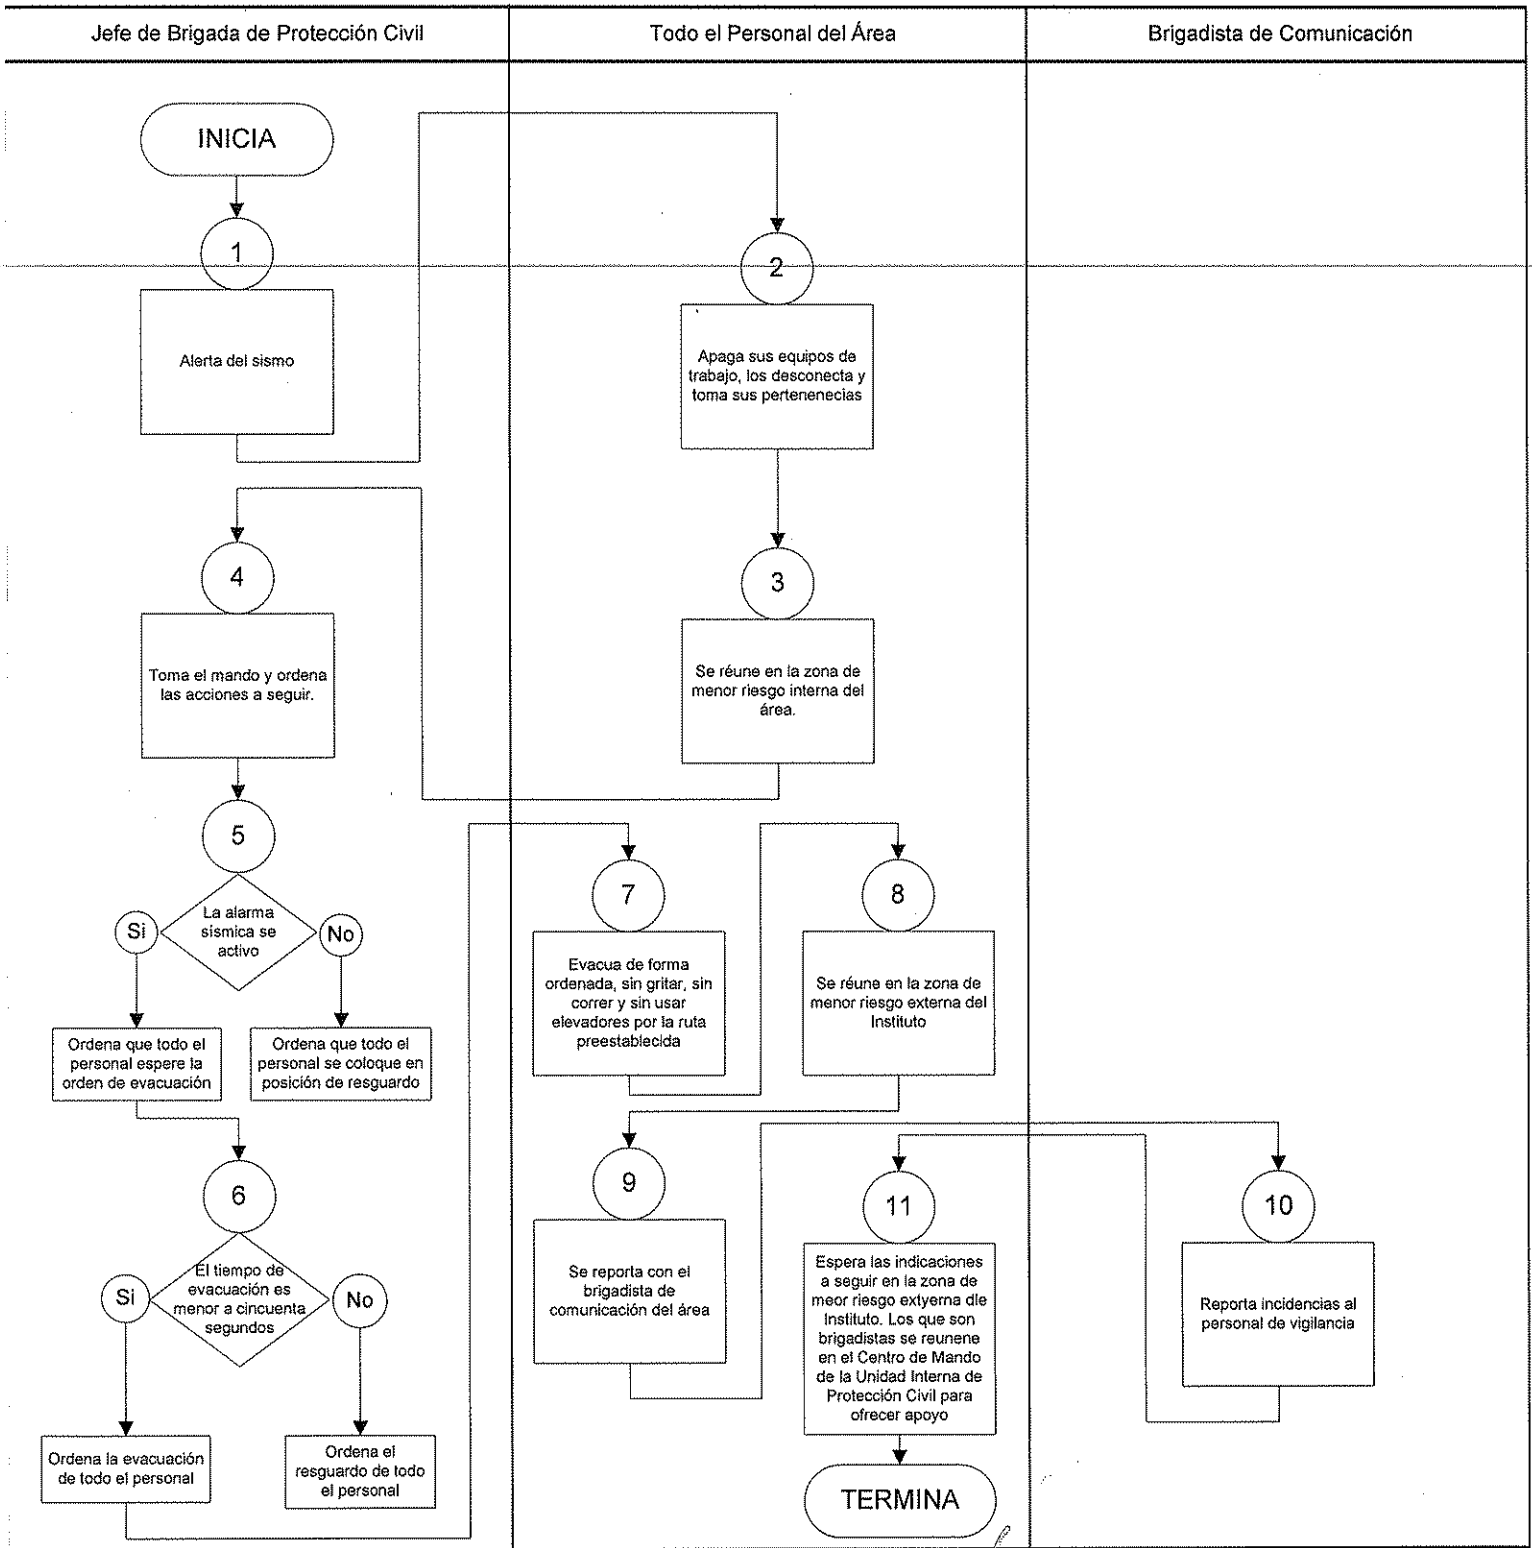 Jefe de Brigada de Protección Civil
Todo el Personal del Área
Brigadista de Comunicación
INICIA
1
Alerta del sismo
2
Apaga sus equipos de
trabajo, los desconecta y
toma sus pertenenecias
3
Se réune en la zona de
menor riesgo interna del
área.
4
Toma el mando y ordena
las acciones a seguir.
5
La alarma
sísmica se
activo
Si
No
Ordena que todo el
personal espere la
orden de evacuación
Ordena que todo el
personal se coloque en
posición de resguardo
6
El tiempo de
evacuación es
menor a cincuenta
segundos
Si
No
Ordena la evacuación
de todo el personal
Ordena el
resguardo de todo
el personal
7
Evacua de forma
ordenada, sin gritar, sin
correr y sin usar
elevadores por la ruta
preestablecida
8
Se réune en la zona de
menor riesgo externa del
Instituto
9
Se reporta con el
brigadista de
comunicación del área
10
Reporta incidencias al
personal de vigilancia
11
Espera las indicaciones
a seguir en la zona de
meor riesgo extyerna dle
Instituto. Los que son
brigadistas se reunene
en el Centro de Mando
de la Unidad Interna de
Protección Civil para
ofrecer apoyo
TERMINA